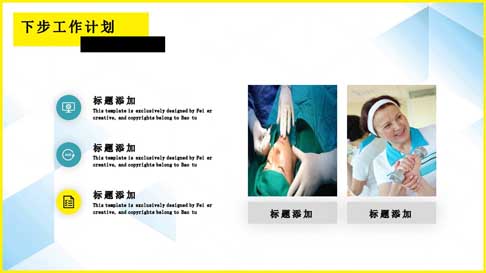 下步工作计划
标题添加
This template is exclusively designed by Fei er
creative, and copyrights belong to Bao tu
标题添加
This template is exclusively designed by Fei er
creative, and copyrights belong to Bao tu
标题添加
This template is exclusively designed by Fei er
creative, and copyrights belong to Bao tu
标题添加
标题添加